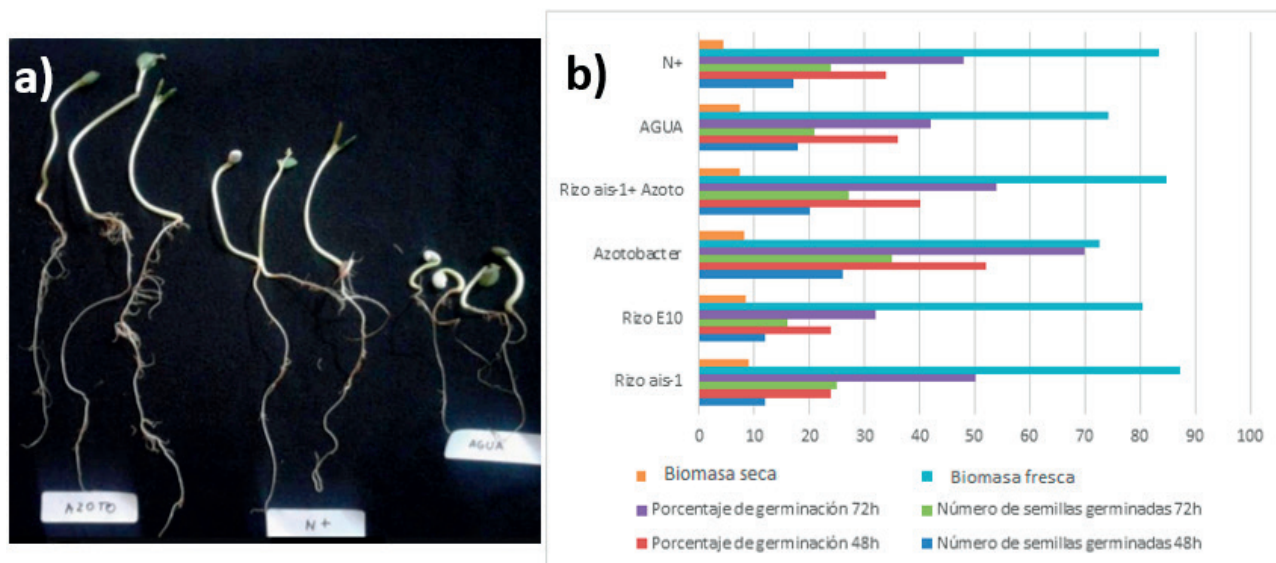 a)
AZOTO
N+
AGUA
b)
N+
AGUA
Rizo ais-1+ Azoto
Azotobacter
Rizo E10
Rizo ais-1
0 10 20 30 40 50 60 70 80 90 100
Biomasa seca Biomasa fresca
Porcentaje de germinación 72h Número de semillas germinadas 72h
Porcentaje de germinación 48h Número de semillas germinadas 48h